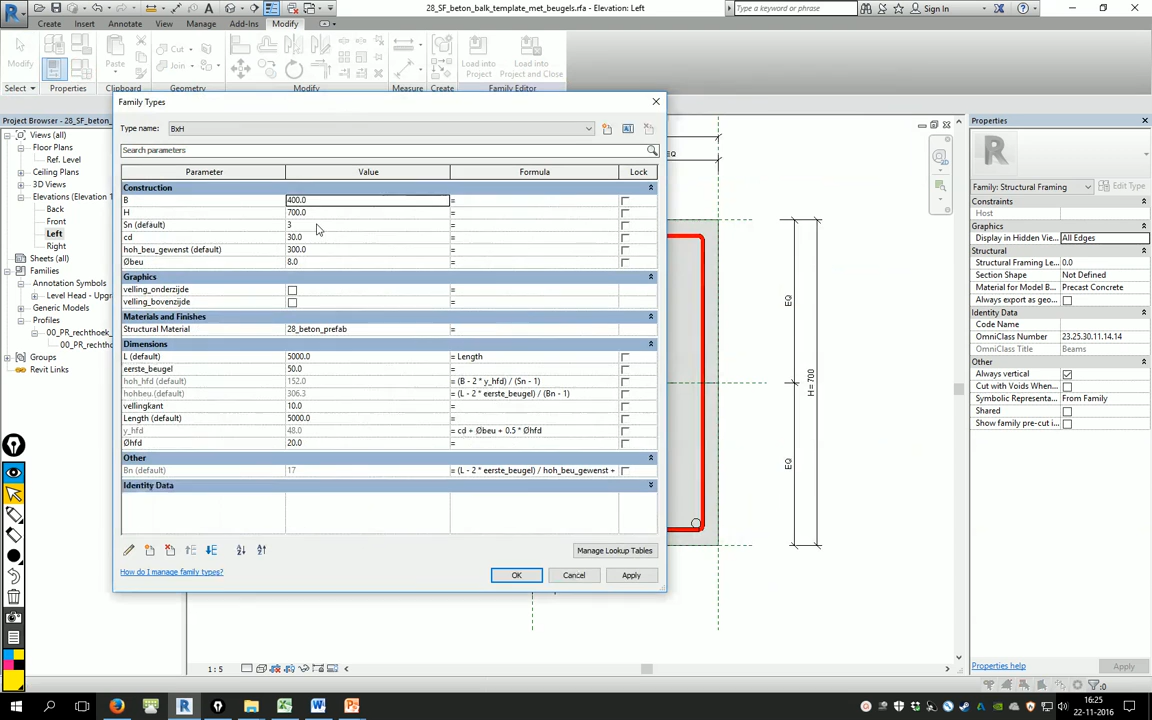 28_SF_beton_balk_template_met_beugels.rfa - Elevation: Left
Type a keyword or phrase
Sign In
Home
Insert
Annotate
View
Manage
Add-Ins
Modify
Modify
Paste
Cut
Join
Load into
Project
Load into
Project and Close
Select
Properties
Clipboard
Geometry
Modify
Measure
Create
Family Editor
Project Browser - 28_SF_beton_
Views (all)
Floor Plans
Ref. Level
Ceiling Plans
3D Views
Elevations (Elevation 1
Back
Front
Left
Right
Sheets (all)
Families
Annotation Symbols
Level Head - Upgr
Generic Models
Profiles
00_PR_rechthoek
00_PR_rechtho
Groups
Revit Links
Family Types
Type name:
BxH
Search parameters
Parameter Value Formula Lock
Construction
B 400.0 =
H 700.0 =
Sn (default) 3 =
cd 30.0 =
hoh_beu_gewenst (default) 300.0 =
Øbeu 8.0 =
Graphics
velling_onderzijde =
velling_bovenzijde =
Materials and Finishes
Structural Material 28_beton_prefab =
Dimensions
L (default) 5000.0 = Length
eerste_beugel 50.0 =
hoh_hfd (default) 152.0 = (B - 2 * y_hfd) / (Sn - 1)
hohbeu (default) 306.3 = (L - 2 * eerste_beugel) / (Bn - 1)
vellingkant 10.0 =
Length (default) 5000.0 =
y_hfd 48.0 = cd + Øbeu + 0.5 * Øhfd
Øhfd 20.0 =
Other
Bn (default) 17 = (L - 2 * eerste_beugel) / hoh_beu_gewenst +
Identity Data
Manage Lookup Tables
How do I manage family types?
OK
Cancel
Apply
EQ
EQ
EQ
H=700
1:5
Properties
Family: Structural Framing
Edit Type
Constraints
Host
Graphics
Display in Hidden Vie... All Edges
Structural
Structural Framing Le... 0.0
Section Shape Not Defined
Material for Model B... Precast Concrete
Always export as geo...
Identity Data
Code Name
OmniClass Number 23.25.30.11.14.14
OmniClass Title Beams
Other
Always vertical
Cut with Voids When...
Symbolic Representa... From Family
Shared
Show family pre-cut i...
Properties help
Apply
:0
16:25
22-11-2016